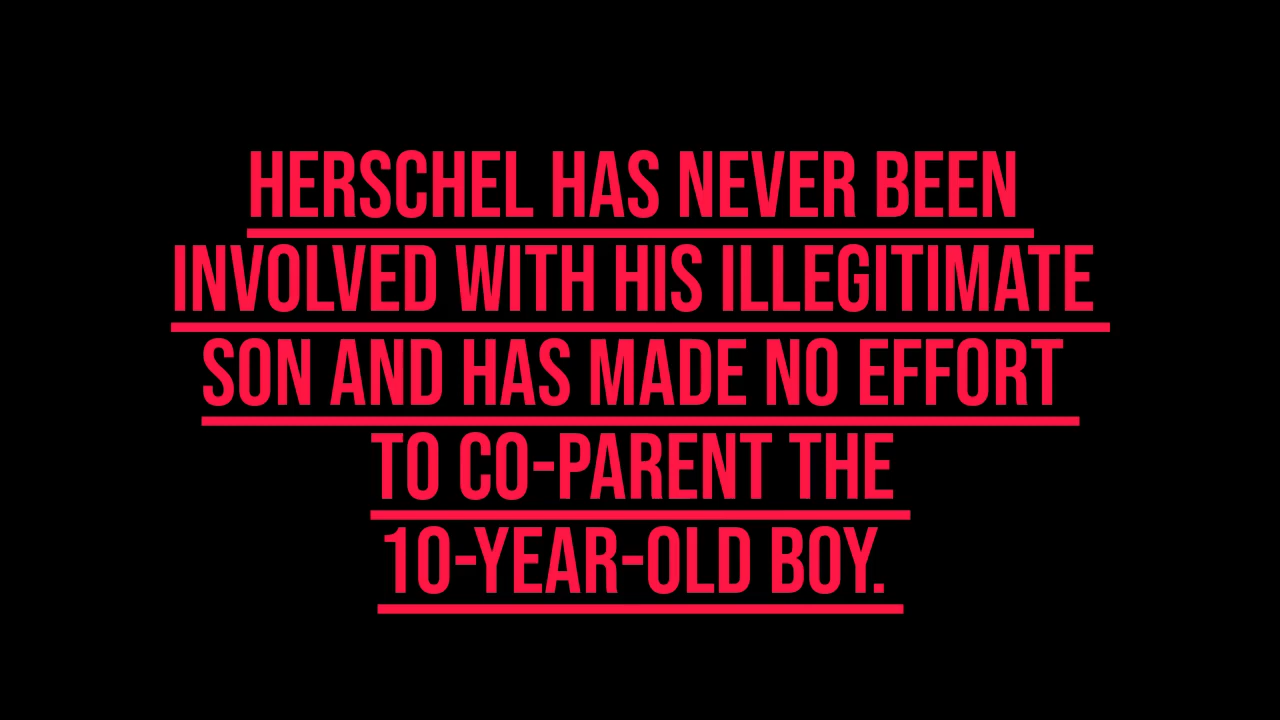 HERSCHEL HAS NEVER BEEN
INVOLVED WITH HIS ILLEGITIMATE
SON AND HAS MADE NO EFFORT
TO CO-PARENT THE
10-YEAR-OLD BOY.